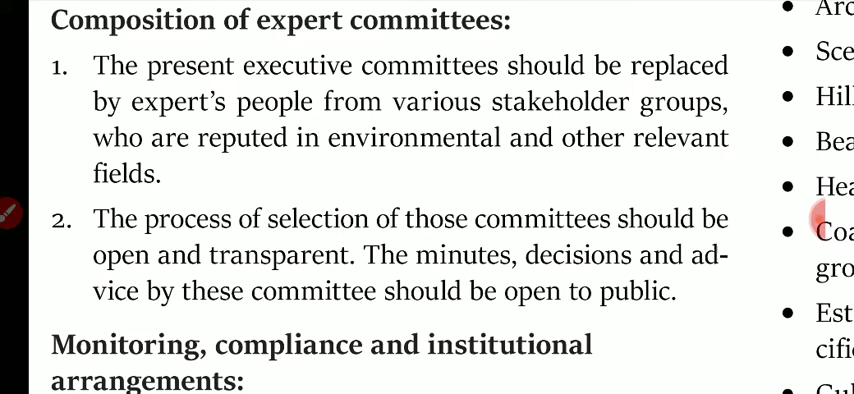 Composition of expert committees:
1. The present executive committees should be replaced
by expert's people from various stakeholder groups,
who are reputed in environmental and other relevant
fields.
2. The process of selection of those committees should be
open and transparent. The minutes, decisions and ad-
vice by these committee should be open to public.
Monitoring, compliance and institutional
arrangements: